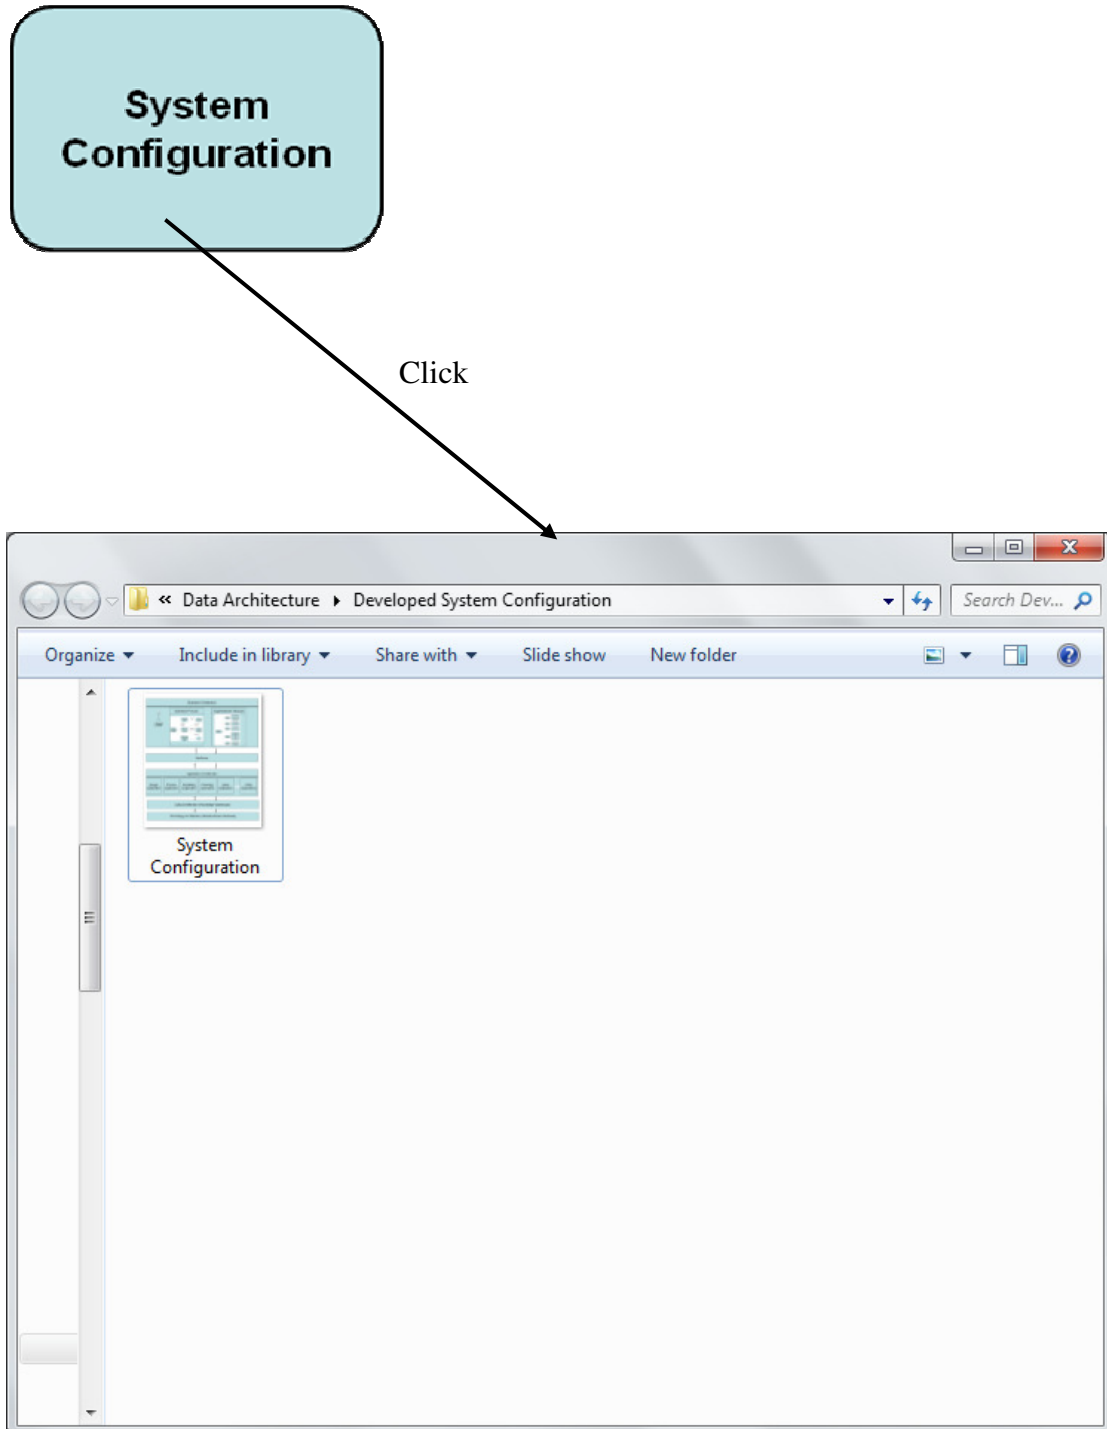 System
Configuration
Click
« Data Architecture Developed System Configuration
Search Dev...
Organize Include in library Share with Slide show New folder
System
Configuration